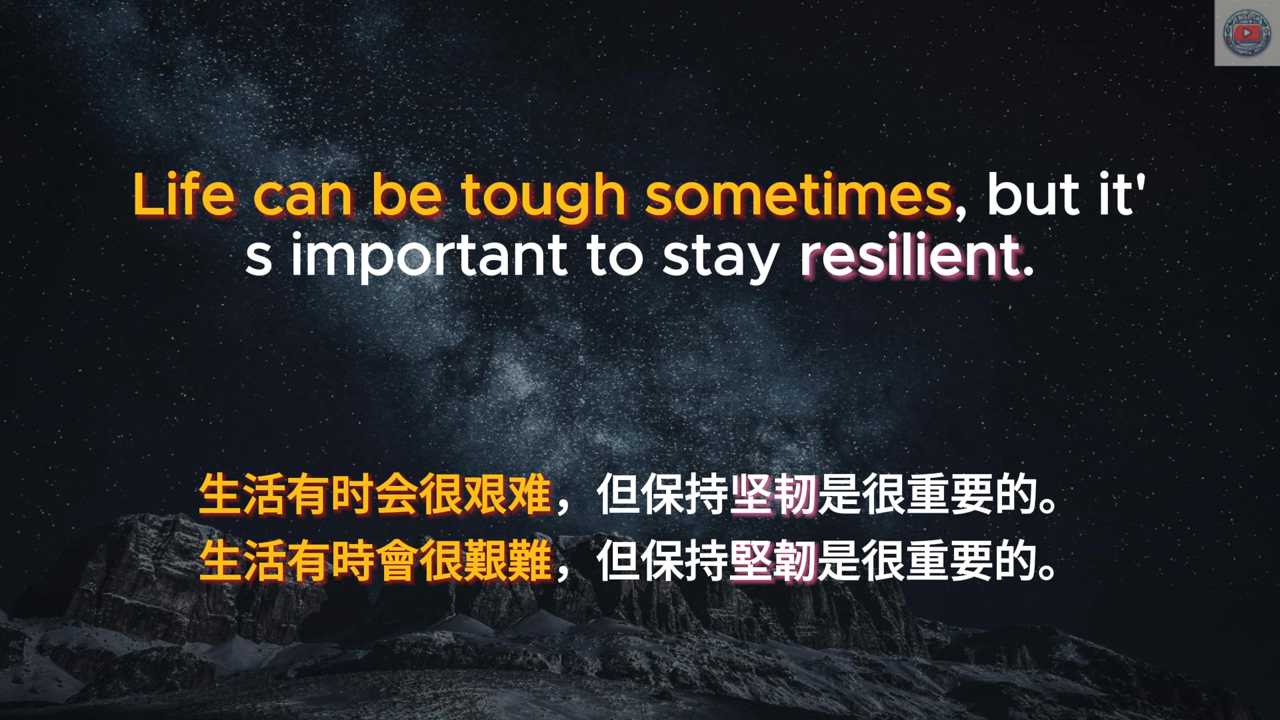 Life can be tough sometimes, but it'
s important to stay resilient.
生活有时会很艰难，但保持坚韧是很重要的。
生活有時會很艱難，但保持堅韌是很重要的。